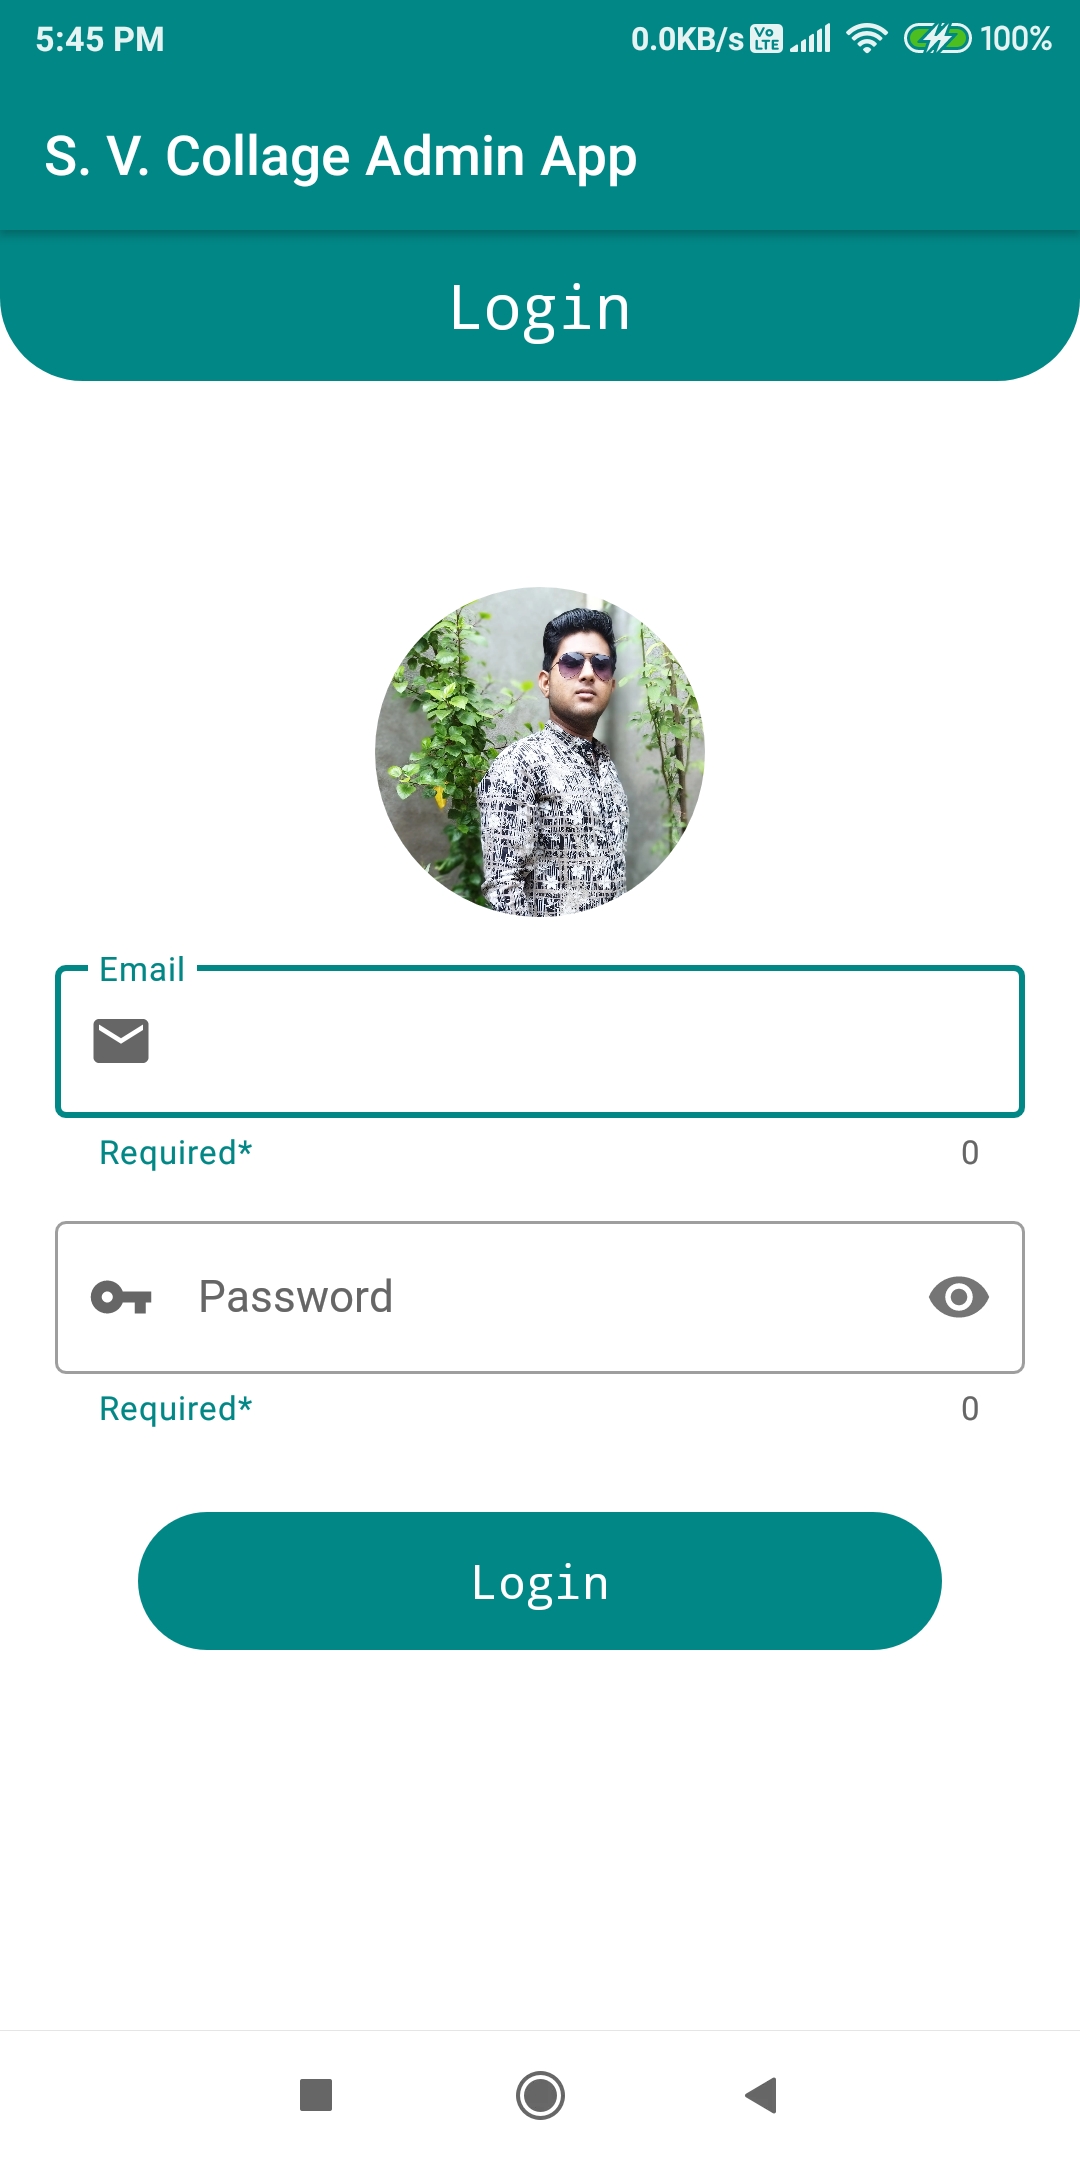 5:45 PM 0.0KB/s Vo LTE 100%
S. V. Collage Admin App
Login
Email
Required* 0
Password
Required* 0
Login